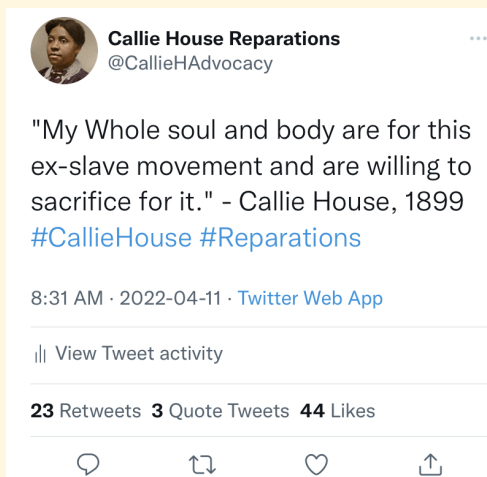 Callie House Reparations
@CallieHAdvocacy
"My Whole soul and body are for this
ex-slave movement and are willing to
sacrifice for it." - Callie House, 1899
#CallieHouse #Reparations
8:31 AM · 2022-04-11 · Twitter Web App
View Tweet activity
23 Retweets 3 Quote Tweets 44 Likes